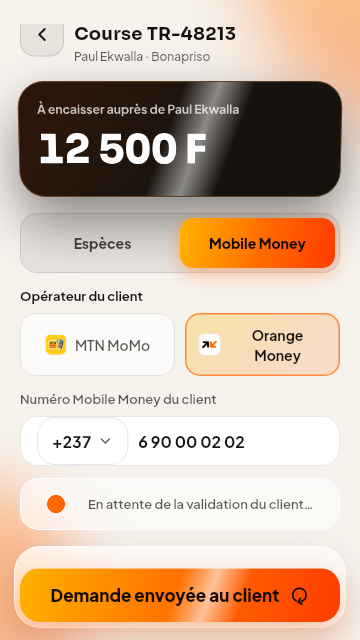 Course TR-48213
Paul Ekwalla · Bonapriso
À encaisser auprès de Paul Ekwalla
12 500 F
Espèces
Mobile Money
Opérateur du client
MTN MoMo
Orange
Money
Numéro Mobile Money du client
+237
6 90 00 02 02
En attente de la validation du client…
Demande envoyée au client